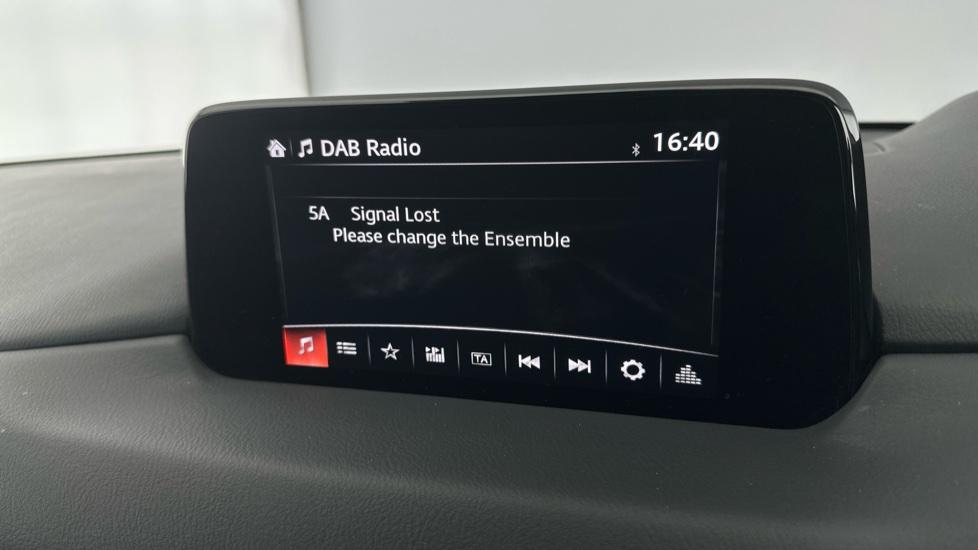 DAB Radio 16:40
5A Signal Lost
Please change the Ensemble
TA